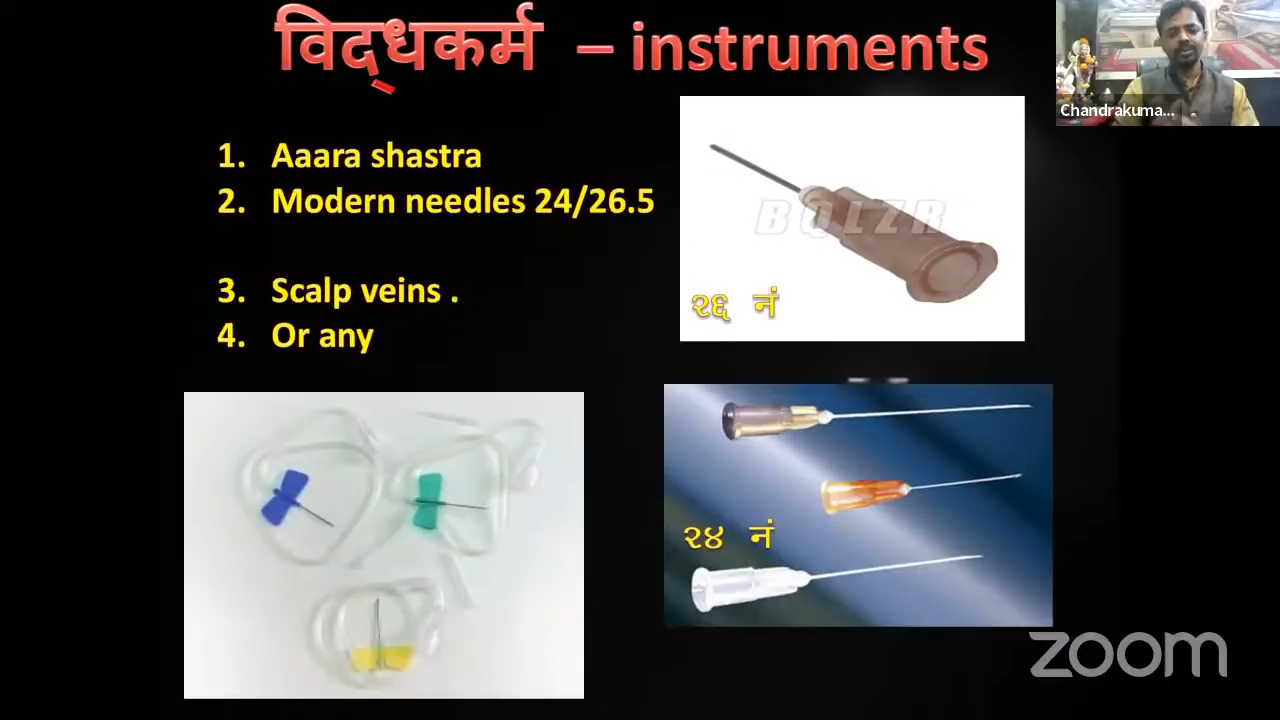 विद्धकर्म – instruments
Chandrakuma...
1. Aaara shastra
2. Modern needles 24/26.5
3. Scalp veins .
4. Or any
BQLZR
२६ नं
२४ नं
zoom